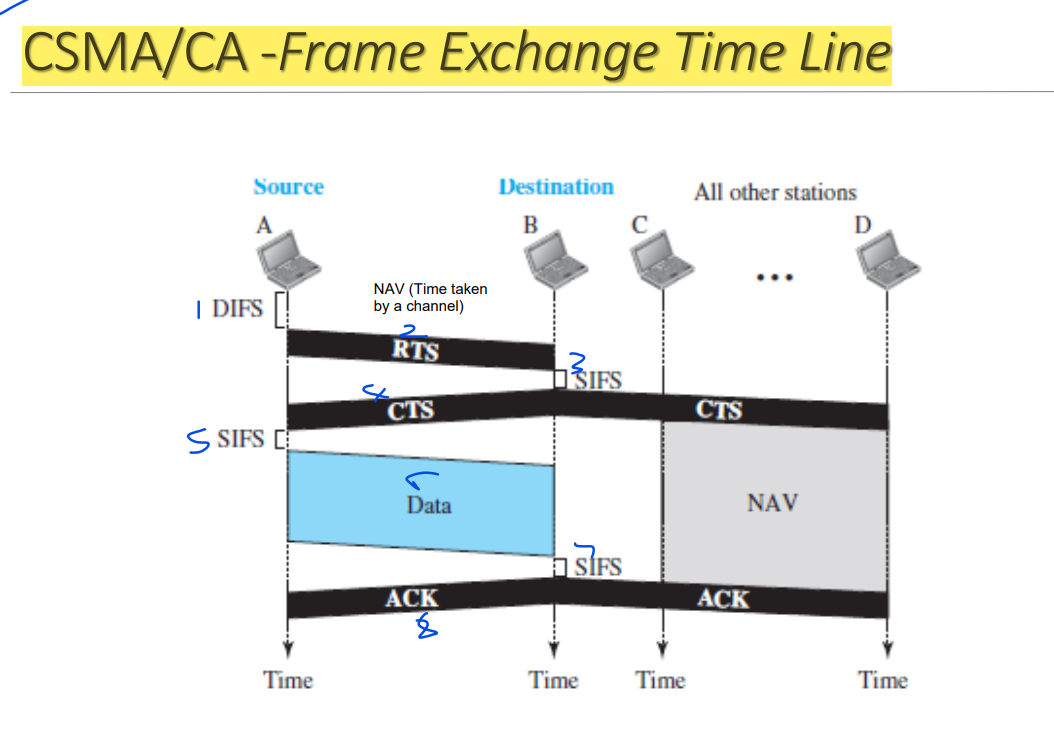 CSMA/CA -Frame Exchange Time Line
Source
Destination
All other stations
A
B
C
D
...
NAV (Time taken
by a channel)
1 DIFS
2
RTS
3
SIFS
4
CTS
CTS
5 SIFS
Data
NAV
7
SIFS
ACK
ACK
8
Time
Time
Time
Time